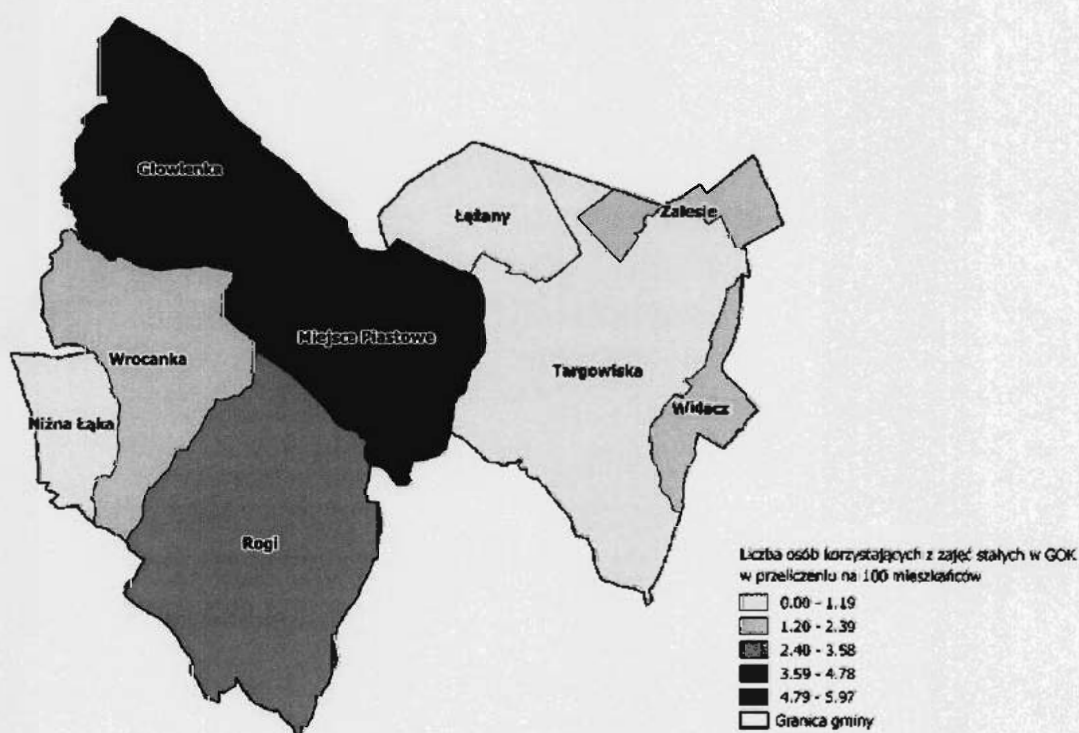 Głowienka
Łężany
Zalesie
Miejsce Piastowe
Wrocanka
Targowiska
Widacz
Niżna Łąka
Rogi
Liczba osób korzystających z zajęć stałych w GOK
w przeliczeniu na 100 mieszkańców
0.00 - 1.19
1.20 - 2.39
2.40 - 3.58
3.59 - 4.78
4.79 - 5.97
Granica gminy